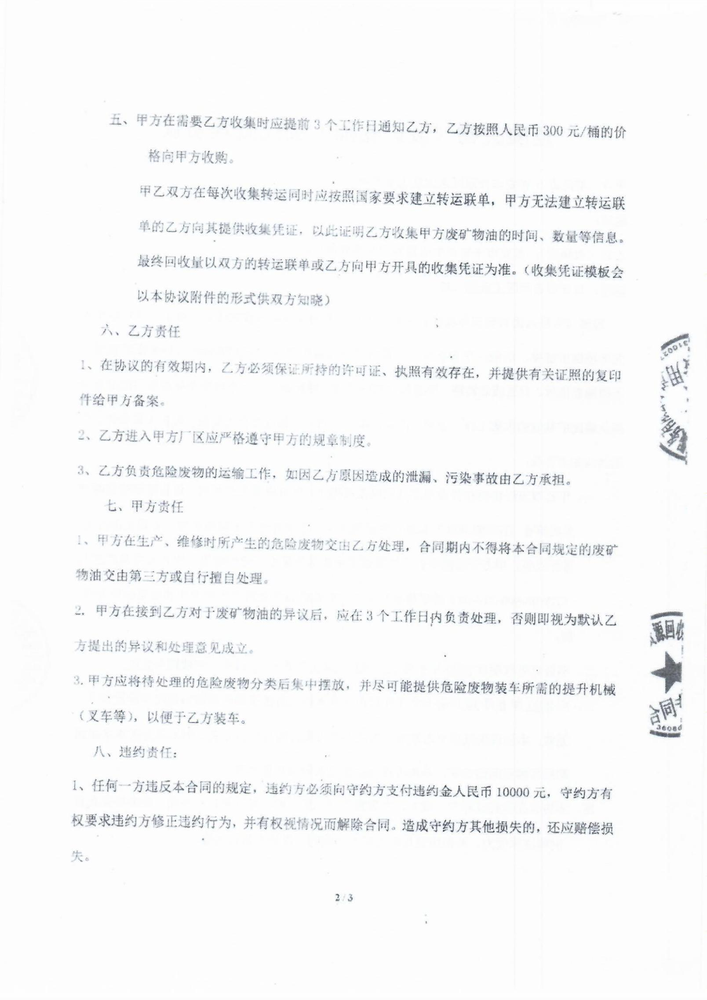 五、甲方在需要乙方收集时应提前 3 个工作日通知乙方，乙方按照人民币 300 元/桶的价
格向甲方收购。
甲乙双方在每次收集转运同时应按照国家要求建立转运联单，甲方无法建立转运联
单的乙方向其提供收集凭证，以此证明乙方收集甲方废矿物油的时间、数量等信息。
最终回收量以双方的转运联单或乙方向甲方开具的收集凭证为准。（收集凭证模板会
以本协议附件的形式供双方知晓）
六、乙方责任
1、在协议的有效期内，乙方必须保证所持的许可证、执照有效存在，并提供有关证照的复印
件给甲方备案。
2、乙方进入甲方厂区应严格遵守甲方的规章制度。
3、乙方负责危险废物的运输工作，如因乙方原因造成的泄漏、污染事故由乙方承担。
七、甲方责任
1、甲方在生产、维修时所产生的危险废物交由乙方处理，合同期内不得将本合同规定的废矿
物油交由第三方或自行擅自处理。
2. 甲方在接到乙方对于废矿物油的异议后，应在 3 个工作日内负责处理，否则即视为默认乙
方提出的异议和处理意见成立。
3. 甲方应将待处理的危险废物分类后集中摆放，并尽可能提供危险废物装车所需的提升机械
（叉车等），以便于乙方装车。
八、违约责任：
1、任何一方违反本合同的规定，违约方必须向守约方支付违约金人民币 10000 元，守约方有
权要求违约方修正违约行为，并有权视情况而解除合同。造成守约方其他损失的，还应赔偿损
失。
2 / 3
31002
用
源回收
合同
36080